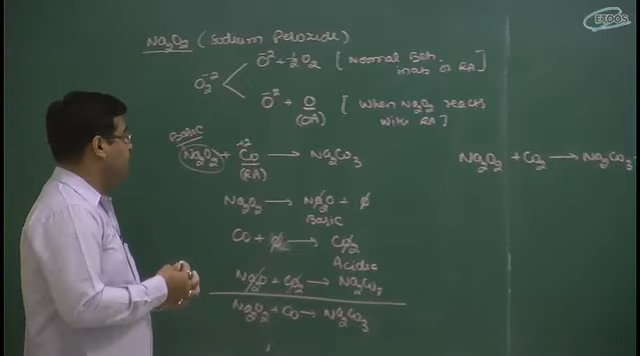 ETOOS
Na2O2 (Sodium Peroxide)
O2^-2
O^-2 + 1/2 O2 [Normal Beh. in abs. o RA]
O^-2 + O [When Na2O2 reacts
(OA) with RA]
Basic
+2
Na2O2 + CO → Na2CO3
(RA)
Na2O2 → Na2O + O
Basic
CO + O → CO2
Acidic
Na2O + CO2 → Na2CO3
Na2O2 + CO → Na2CO3
Na2O2 + CO2 → Na2CO3